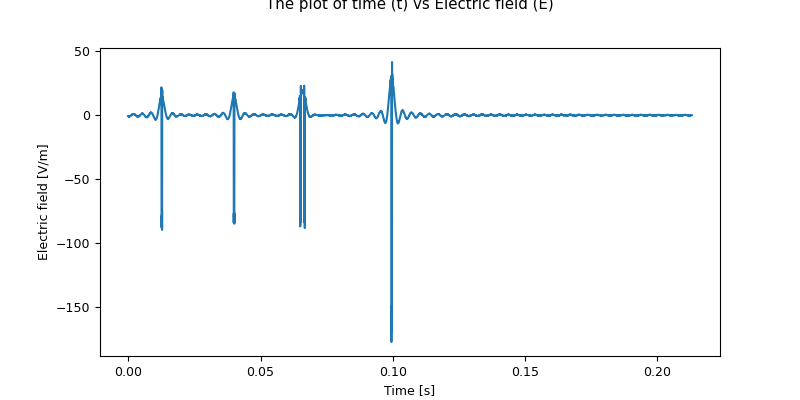 The plot of time (t) vs Electric field (E)
50
0
−50
−100
−150
Electric field [V/m]
0.00 0.05 0.10 0.15 0.20
Time [s]